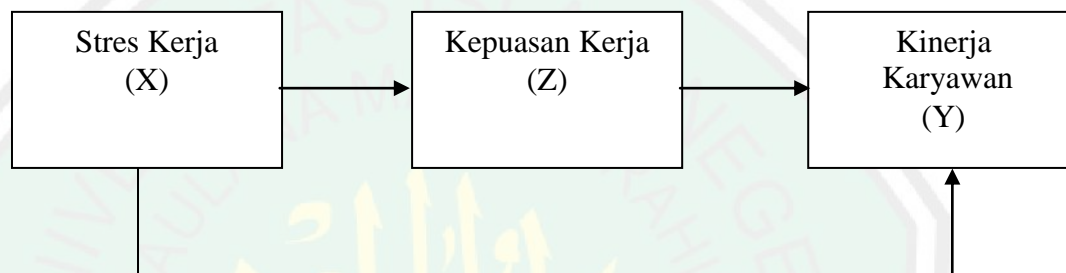 Stres Kerja
(X)
Kepuasan Kerja
(Z)
Kinerja
Karyawan
(Y)